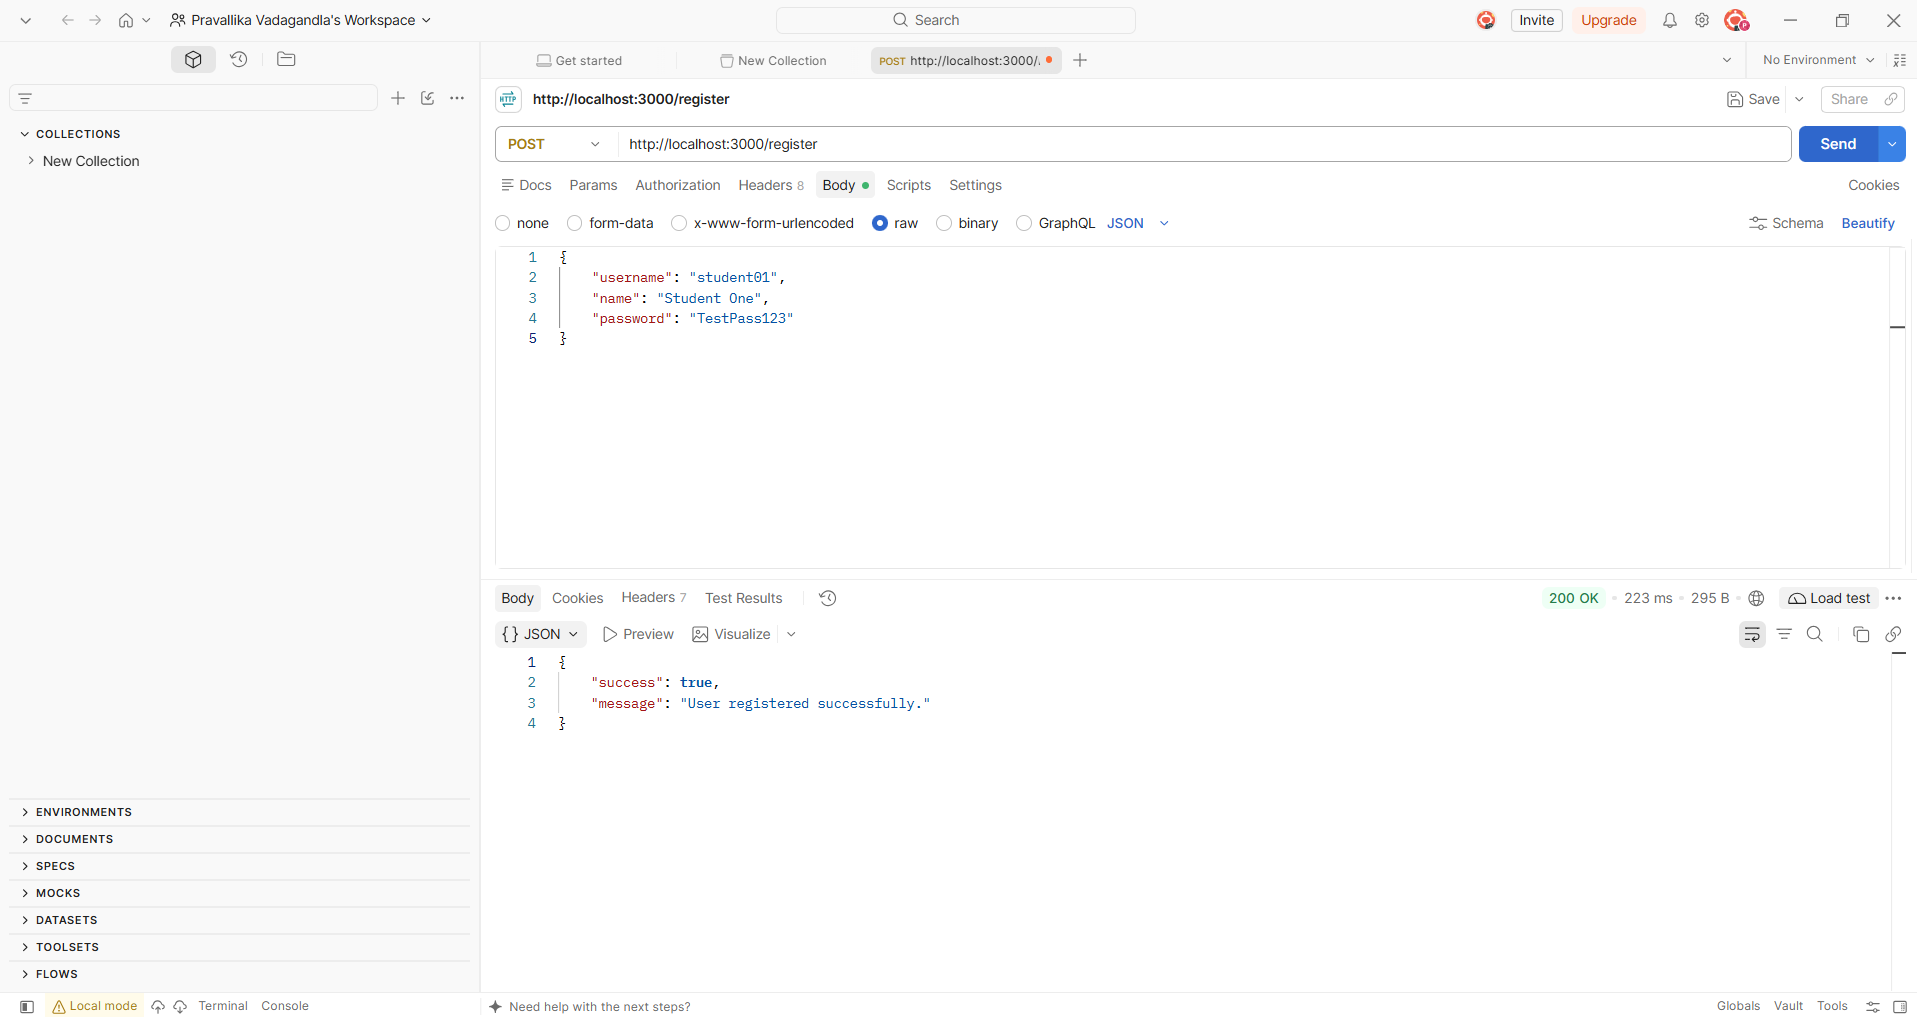 Pravallika Vadagandla's Workspace
Search
Invite
Upgrade
Get started
New Collection
POST http://localhost:3000/.
No Environment
COLLECTIONS
New Collection
HTTP http://localhost:3000/register
Save
Share
POST http://localhost:3000/register
Send
Docs Params Authorization Headers 8 Body Scripts Settings
Cookies
none form-data x-www-form-urlencoded raw binary GraphQL JSON
Schema Beautify
1 {
2 "username": "student01",
3 "name": "Student One",
4 "password": "TestPass123"
5 }
Body Cookies Headers 7 Test Results
200 OK • 223 ms • 295 B •
Load test
{} JSON Preview Visualize
1 {
2 "success": true,
3 "message": "User registered successfully."
4 }
ENVIRONMENTS
DOCUMENTS
SPECS
MOCKS
DATASETS
TOOLSETS
FLOWS
Local mode Terminal Console
Need help with the next steps?
Globals Vault Tools